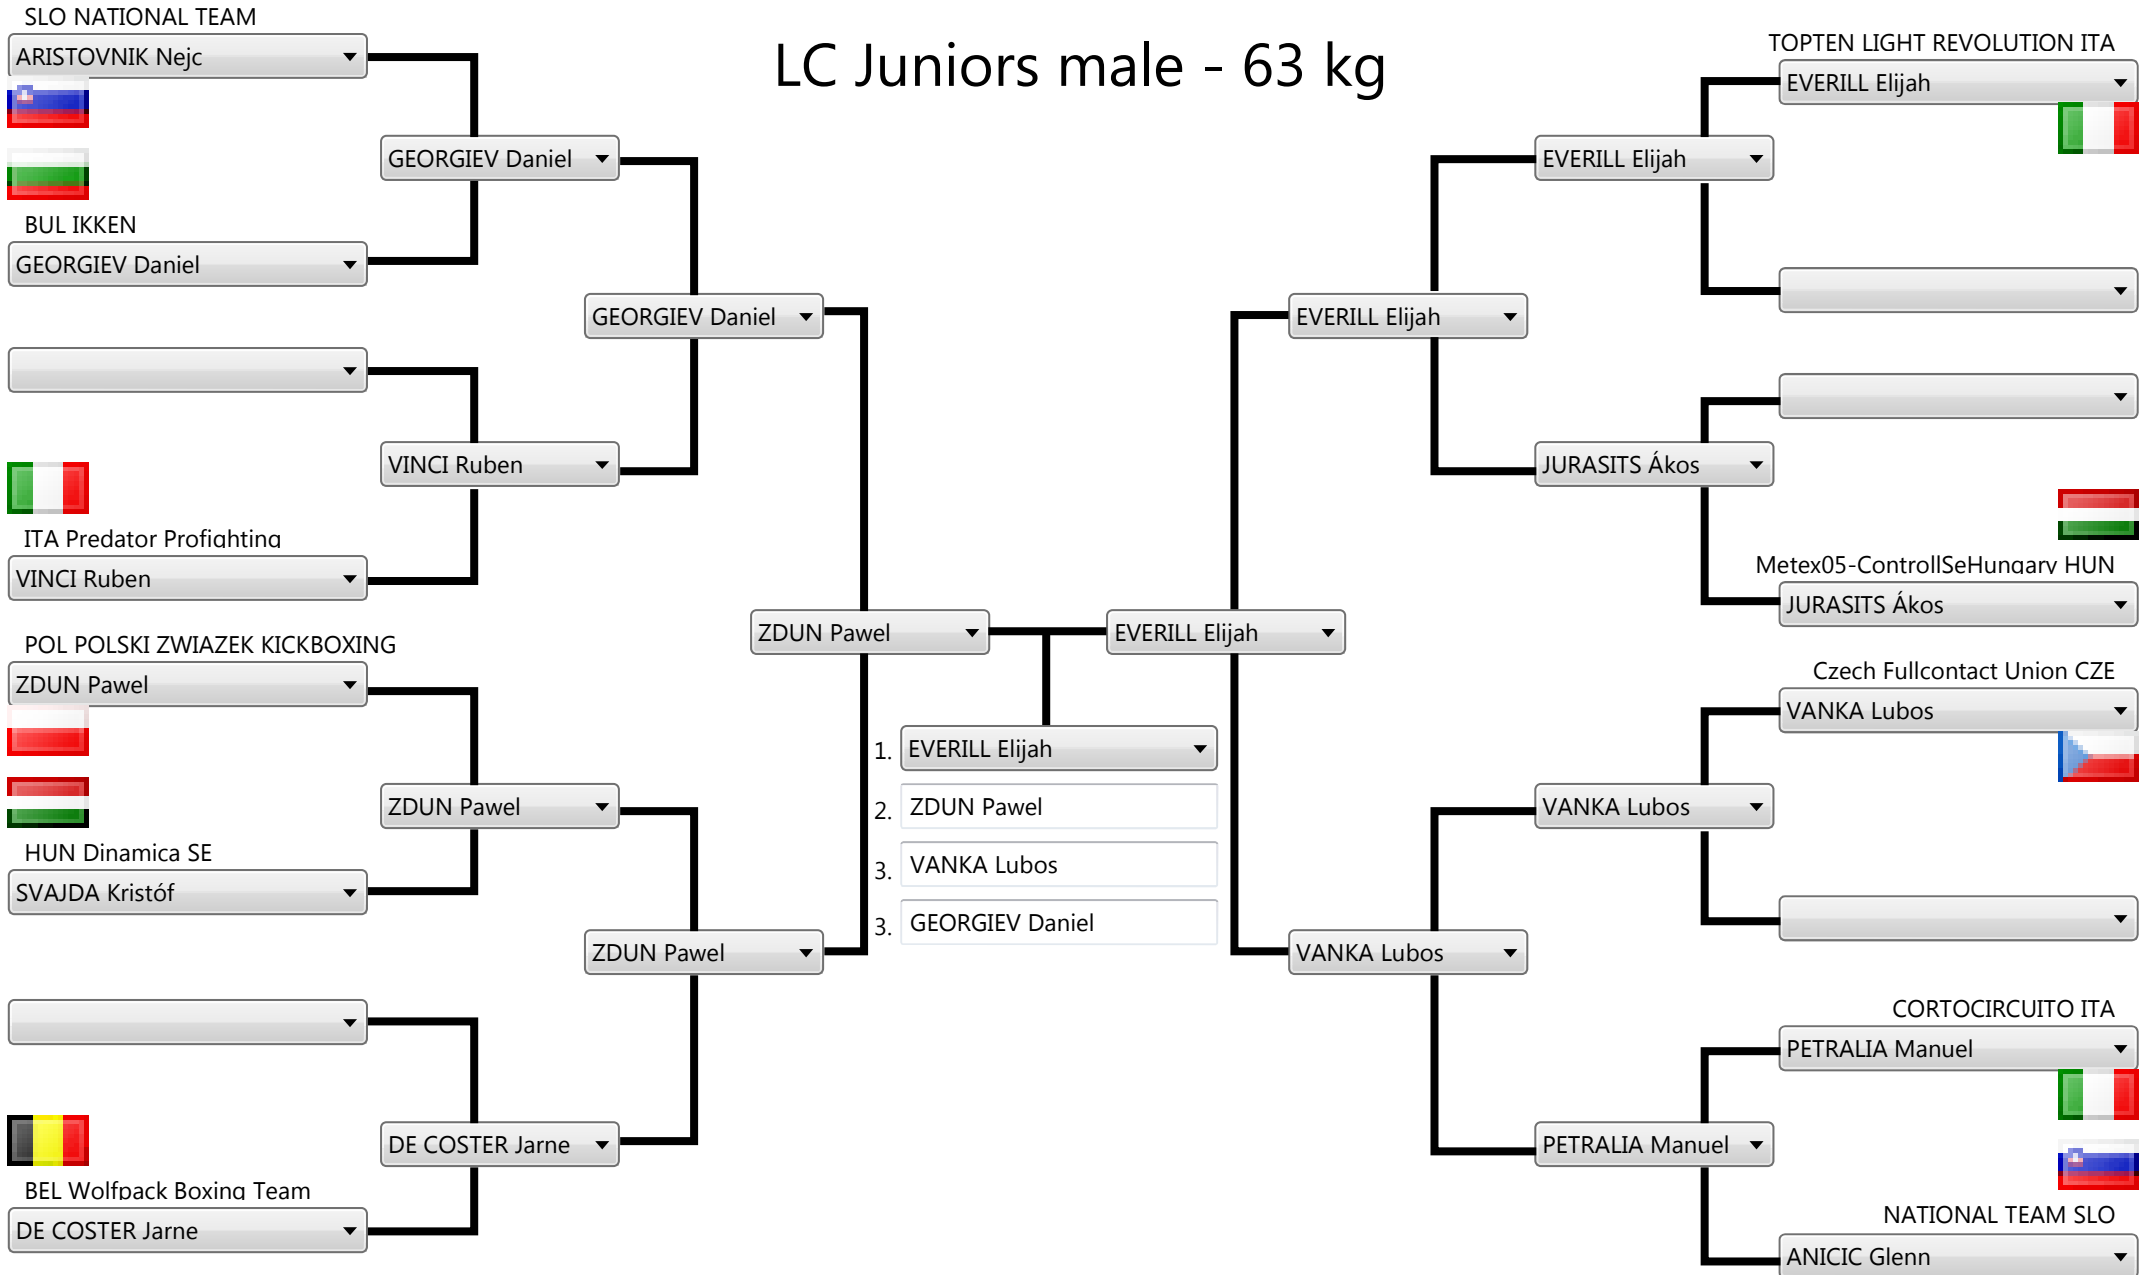 LC Juniors male - 63 kg
SLO NATIONAL TEAM
ARISTOVNIK Nejc
BUL IKKEN
GEORGIEV Daniel
ITA Predator Profighting
VINCI Ruben
POL POLSKI ZWIAZEK KICKBOXING
ZDUN Pawel
HUN Dinamica SE
SVAJDA Kristóf
BEL Wolfpack Boxing Team
DE COSTER Jarne
GEORGIEV Daniel
VINCI Ruben
ZDUN Pawel
DE COSTER Jarne
GEORGIEV Daniel
ZDUN Pawel
ZDUN Pawel
EVERILL Elijah
1. EVERILL Elijah
2. ZDUN Pawel
3. VANKA Lubos
3. GEORGIEV Daniel
EVERILL Elijah
VANKA Lubos
EVERILL Elijah
JURASITS Ákos
VANKA Lubos
PETRALIA Manuel
TOPTEN LIGHT REVOLUTION ITA
EVERILL Elijah
Metex05-ControllSeHungary HUN
JURASITS Ákos
Czech Fullcontact Union CZE
VANKA Lubos
CORTOCIRCUITO ITA
PETRALIA Manuel
NATIONAL TEAM SLO
ANICIC Glenn